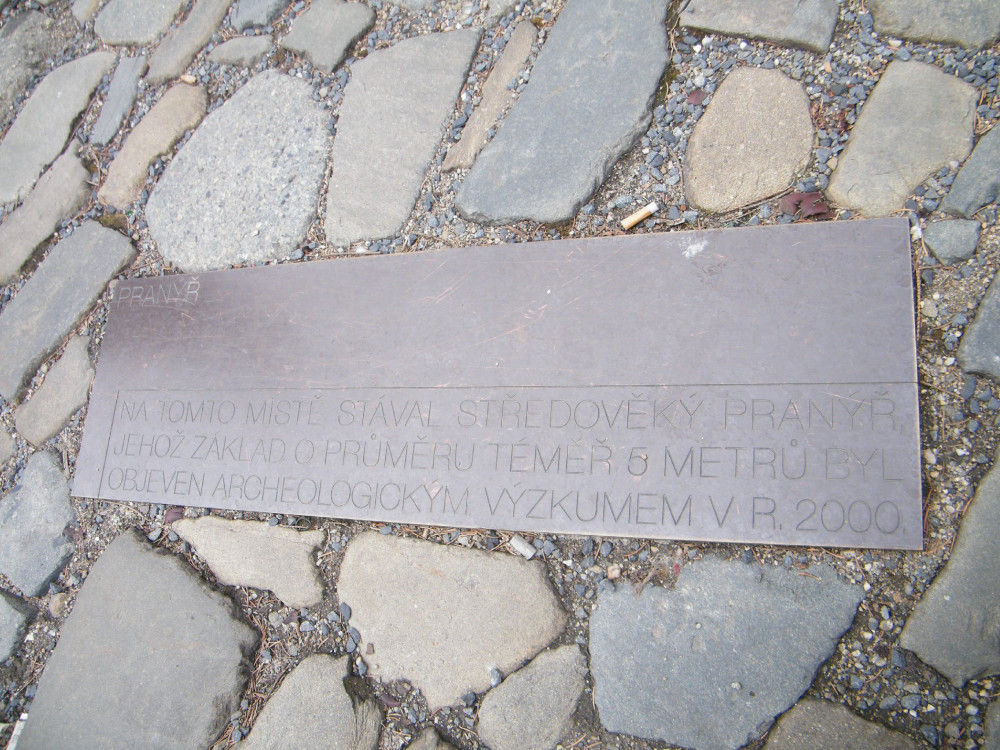 PRANÝŘ
NA TOMTO MÍSTĚ STÁVAL STŘEDOVĚKÝ PRANÝŘ,
JEHOŽ ZÁKLAD O PRŮMĚRU TÉMĚŘ 5 METRŮ BYL
OBJEVEN ARCHEOLOGICKÝM VÝZKUMEM V R. 2000.